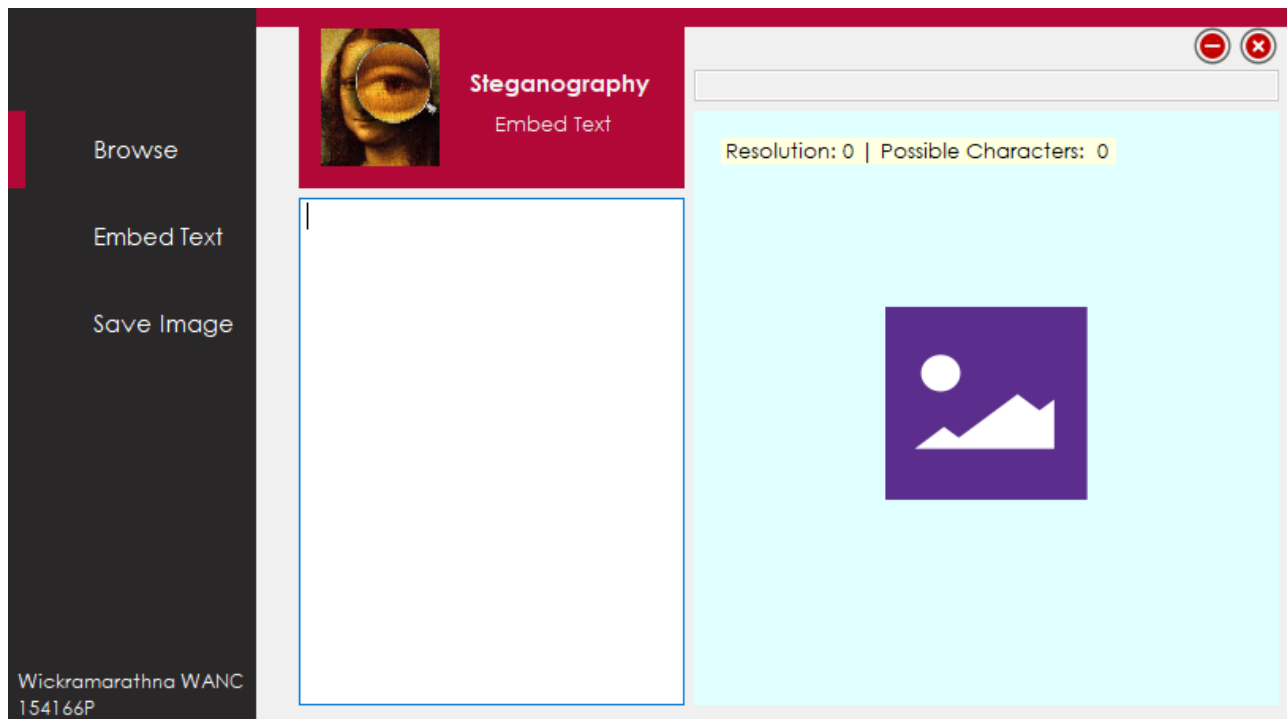 Browse
Embed Text
Save Image
Wickramarathna WANC
154166P
Steganography
Embed Text
Resolution: 0 | Possible Characters: 0